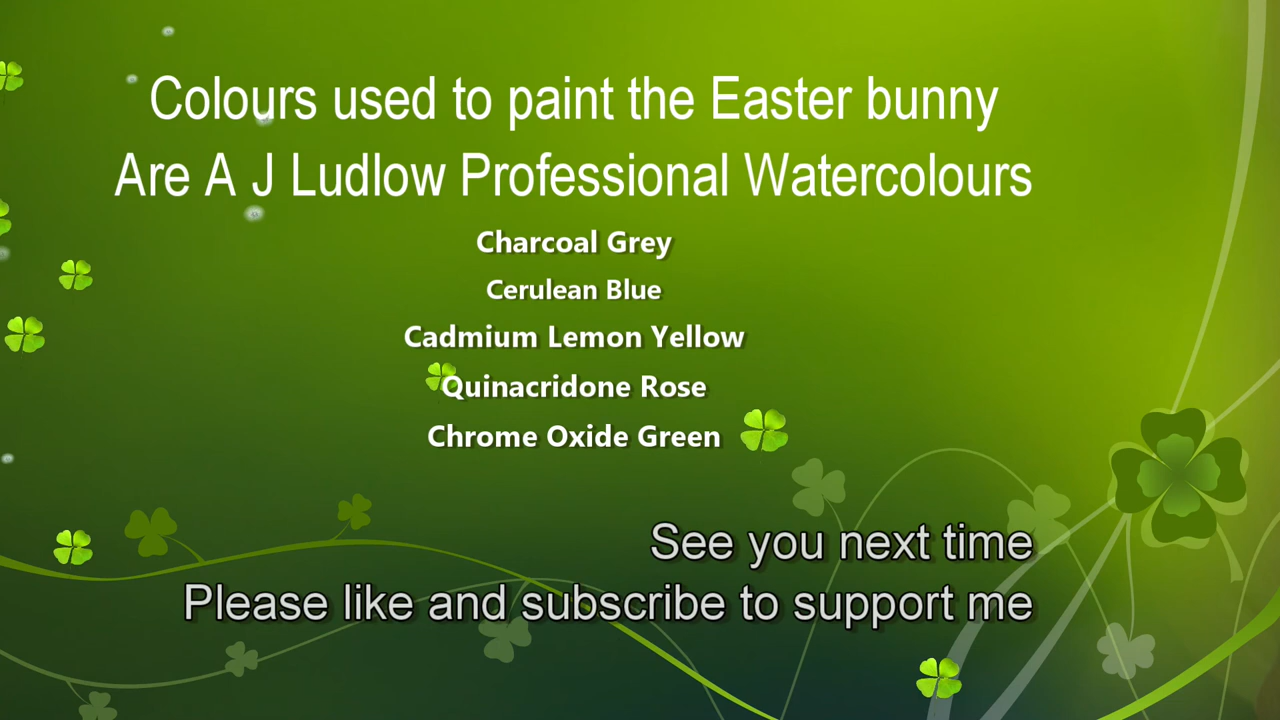 Colours used to paint the Easter bunny
Are A J Ludlow Professional Watercolours
Charcoal Grey
Cerulean Blue
Cadmium Lemon Yellow
Quinacridone Rose
Chrome Oxide Green
See you next time
Please like and subscribe to support me